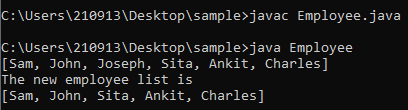 C:\Users\210913\Desktop\sample>javac Employee.java
C:\Users\210913\Desktop\sample>java Employee
[Sam, John, Joseph, Sita, Ankit, Charles]
The new employee list is
[Sam, John, Sita, Ankit, Charles]